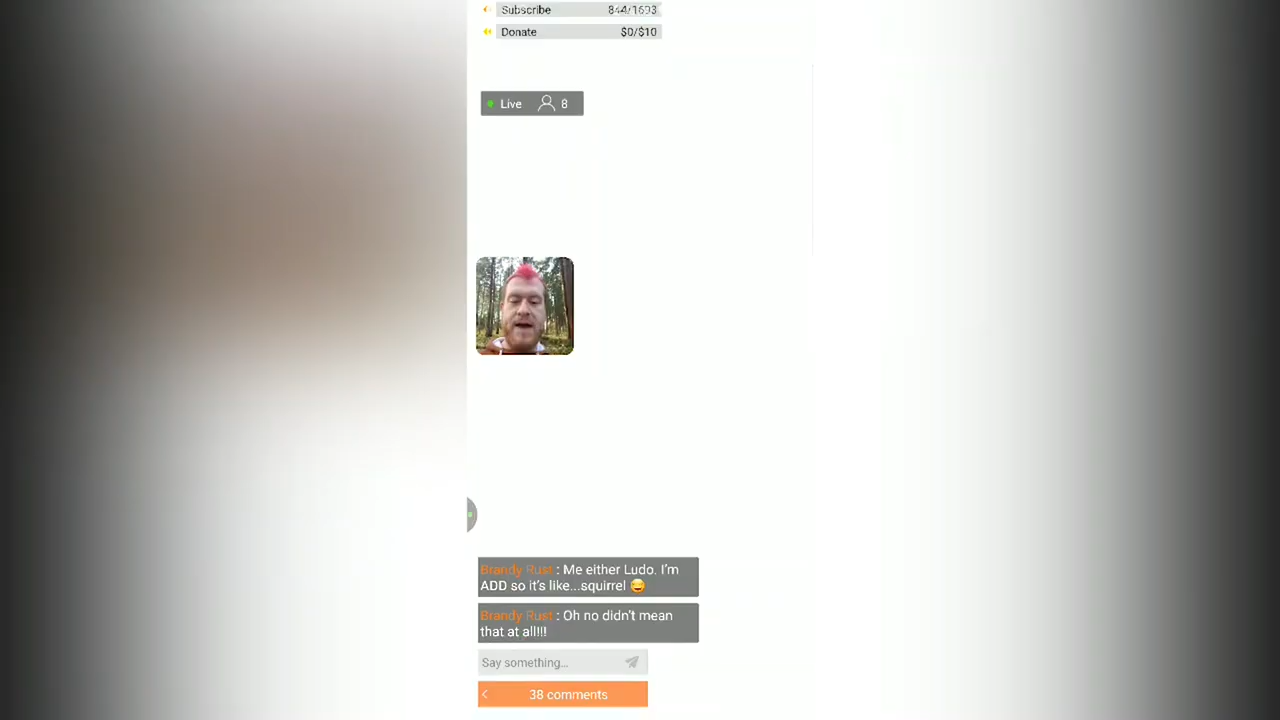 Subscribe 844/1693
Donate $0/$10
Live 8
Brandy Rust : Me either Ludo. I'm
ADD so it's like...squirrel 😅
Brandy Rust : Oh no didn't mean
that at all!!!
Say something...
38 comments